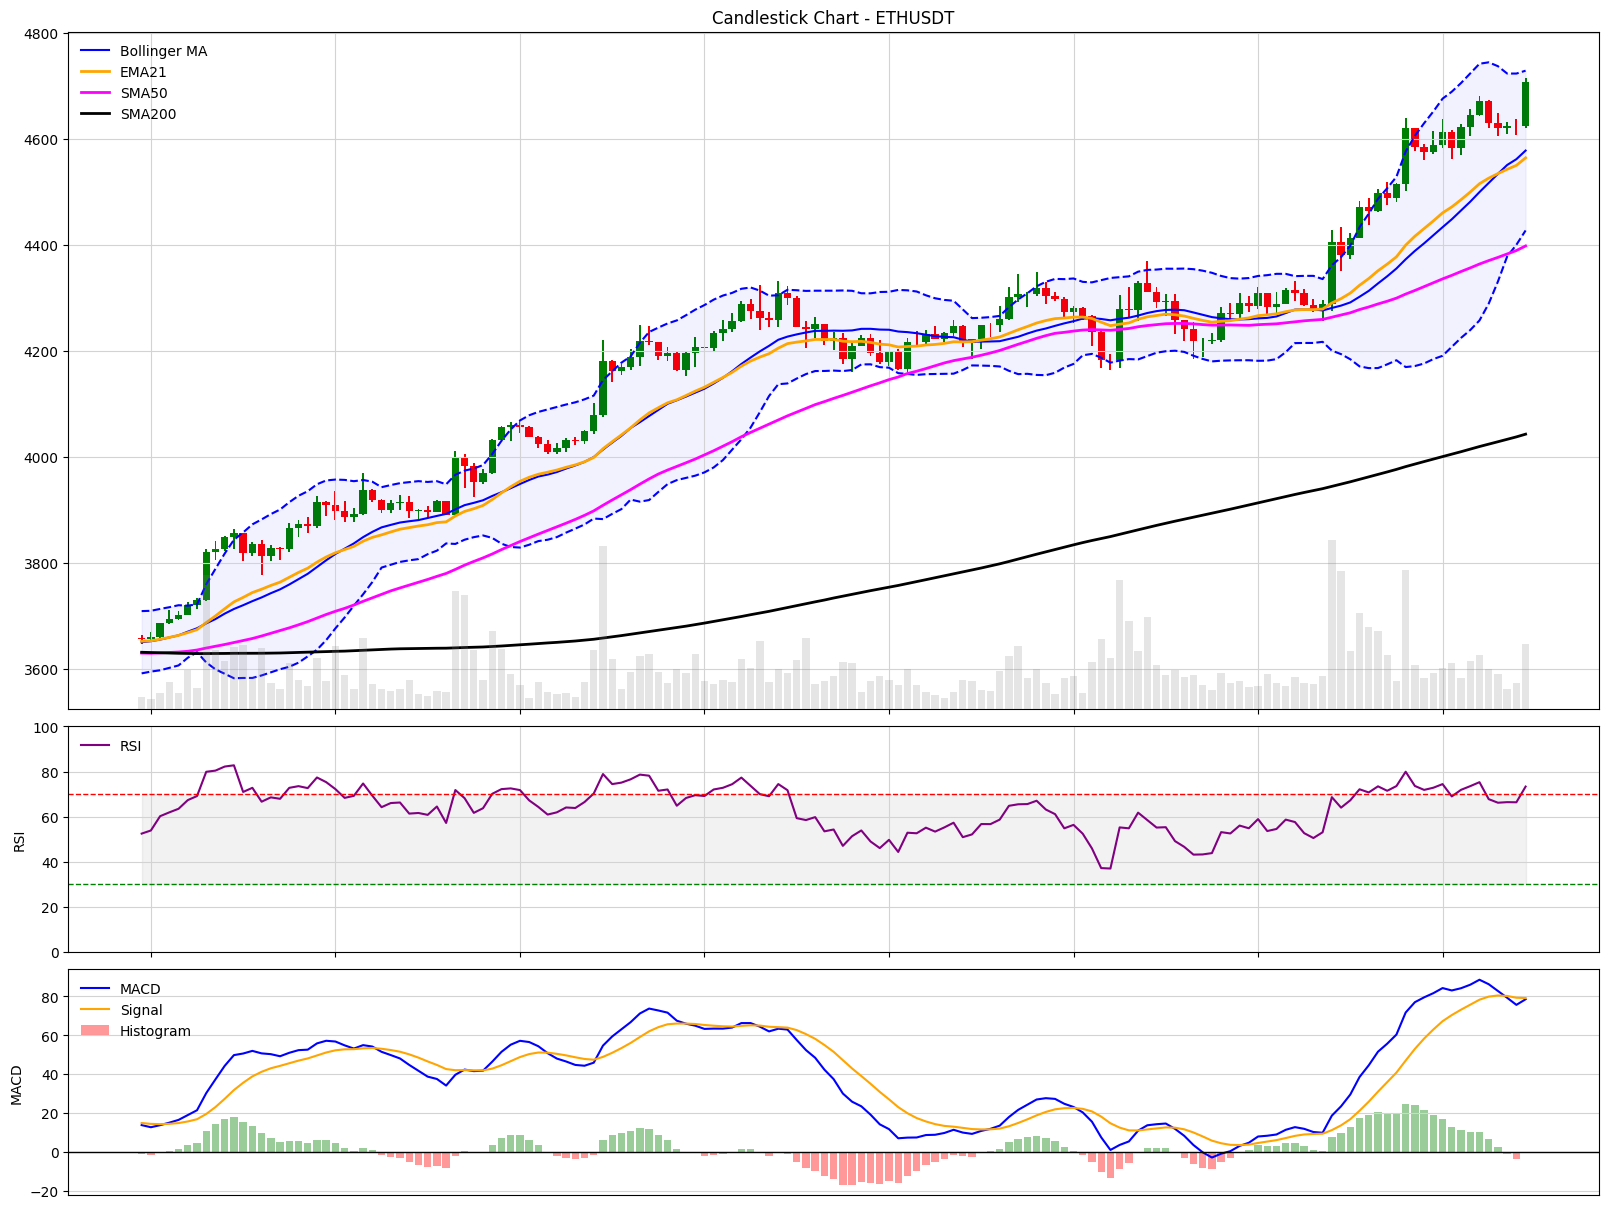 Candlestick Chart - ETHUSDT
4800
Bollinger MA
EMA21
SMA50
SMA200
4600
4400
4200
4000
3800
3600
100
RSI
80
60
RSI
40
20
0
MACD
80
Signal
Histogram
60
40
MACD
20
0
−20